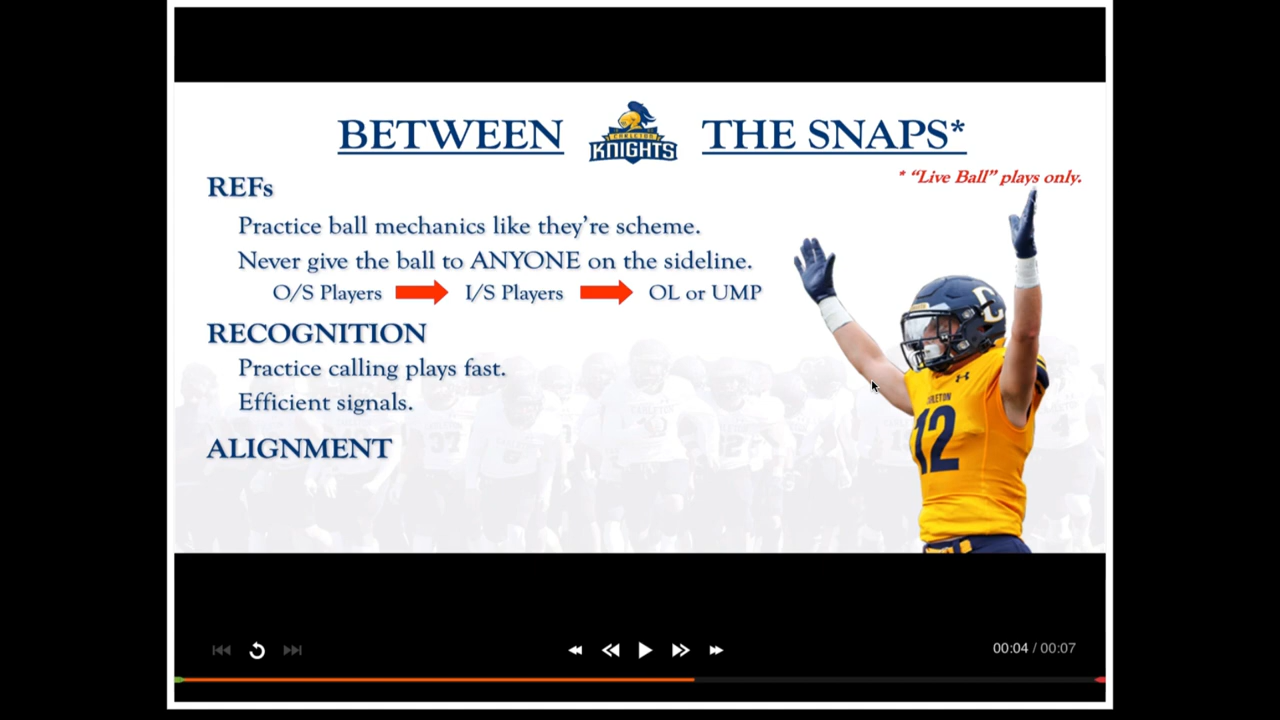 BETWEEN THE SNAPS*
CARLETON
KNIGHTS
* “Live Ball” plays only.
REFs
Practice ball mechanics like they’re scheme.
Never give the ball to ANYONE on the sideline.
O/S Players I/S Players OL or UMP
RECOGNITION
Practice calling plays fast.
Efficient signals.
ALIGNMENT
C
CARLETON
12
00:04 / 00:07